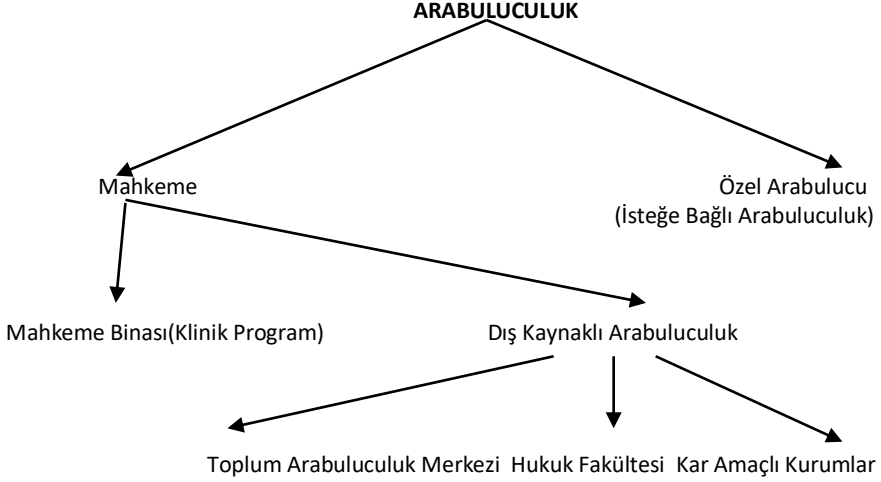 ARABULUCULUK
Mahkeme
Özel Arabulucu
(İsteğe Bağlı Arabuluculuk)
Mahkeme Binası(Klinik Program)
Dış Kaynaklı Arabuluculuk
Toplum Arabuluculuk Merkezi Hukuk Fakültesi Kar Amaçlı Kurumlar